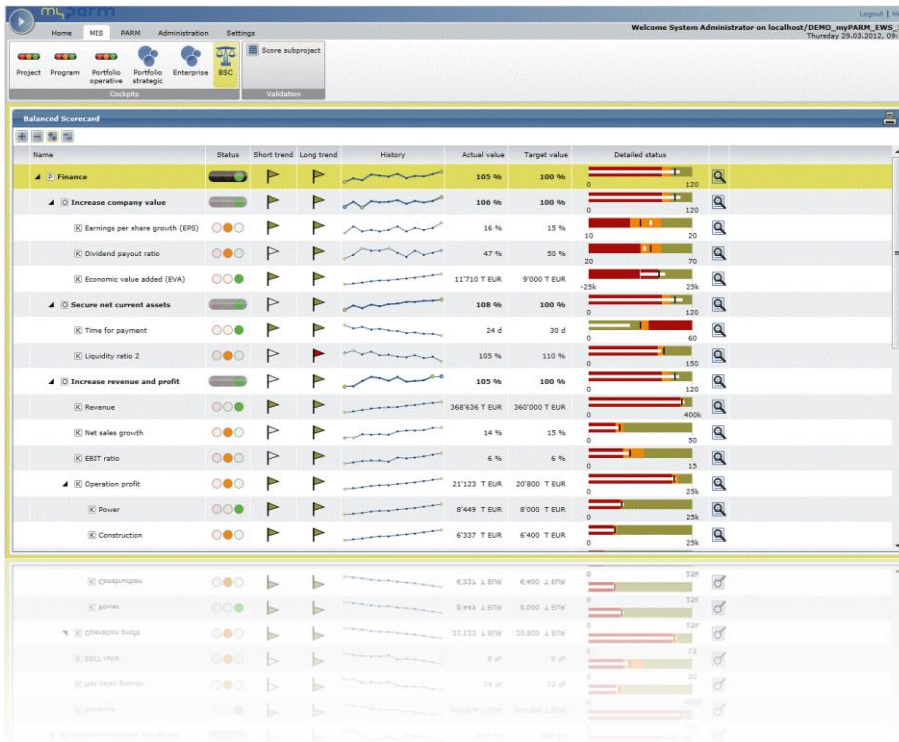 myparm
Logout | He
Welcome System Administrator on localhost/DEMO_myPARM_EWS_
Thursday 29.03.2012, 09:
Home MIS PARM Administration Settings
Project Program Portfolio operative Portfolio strategic Enterprise BSC Score subproject
Cockpits Validation
Balanced Scorecard
Name Status Short trend Long trend History Actual value Target value Detailed status
P Finance 105 % 100 % 0 120
O Increase company value 106 % 100 % 0 120
K Earnings per share growth (EPS) 16 % 15 % 10 20
K Dividend payout ratio 47 % 50 % 20 70
K Economic value added (EVA) 11'710 T EUR 9'000 T EUR -25k 25k
O Secure net current assets 108 % 100 % 0 120
K Time for payment 24 d 30 d 0 60
K Liquidity ratio 2 105 % 110 % 0 150
O Increase revenue and profit 105 % 100 % 0 120
K Revenue 368'636 T EUR 360'000 T EUR 0 400k
K Net sales growth 14 % 15 % 0 50
K EBIT ratio 6 % 6 % 0 15
K Operation profit 21'123 T EUR 20'800 T EUR 0 25k
K Power 8'449 T EUR 8'000 T EUR 0 25k
K Construction 6'337 T EUR 6'400 T EUR 0 25k